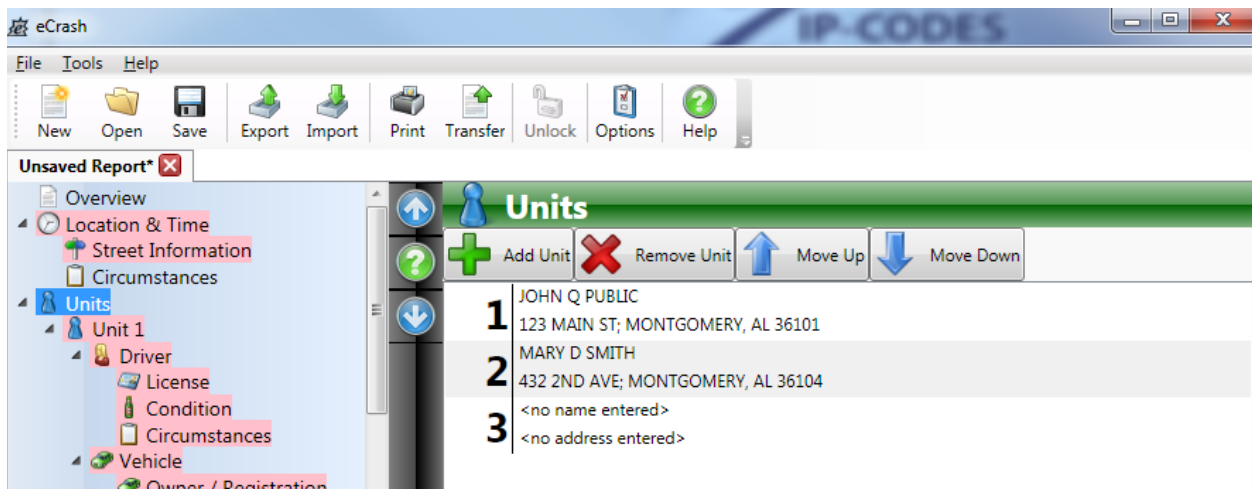 eCrash
IP-CODES
File Tools Help
New Open Save Export Import Print Transfer Unlock Options Help
Unsaved Report*
Overview
Location & Time
Street Information
Circumstances
Units
Unit 1
Driver
License
Condition
Circumstances
Vehicle
Owner / Registration
Units
Add Unit Remove Unit Move Up Move Down
1 JOHN Q PUBLIC
123 MAIN ST; MONTGOMERY, AL 36101
2 MARY D SMITH
432 2ND AVE; MONTGOMERY, AL 36104
3 <no name entered>
<no address entered>